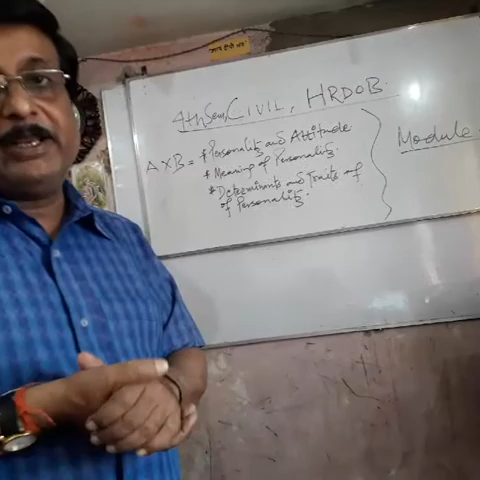 4th Sem, CIVIL, HRDOB
A X B = * Personality and Attitude
* Meaning of Personality.
* Determinants and Traits of
of Personality.
Module